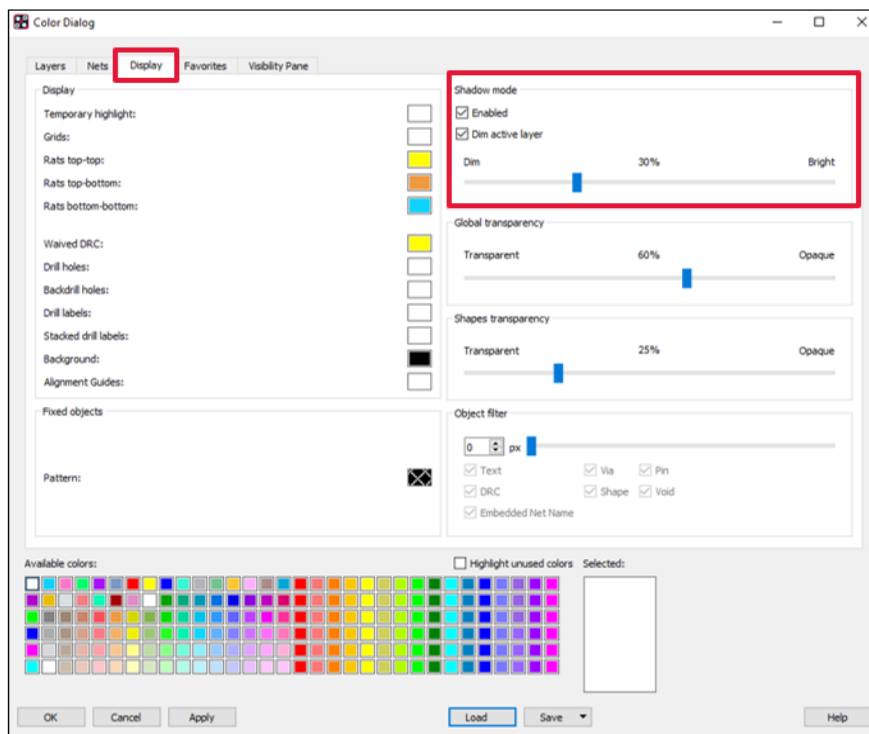 Color Dialog
Layers Nets Display Favorites Visibility Pane
Display
Temporary highlight:
Grids:
Rats top-top:
Rats top-bottom:
Rats bottom-bottom:
Waived DRC:
Drill holes:
Backdrill holes:
Drill labels:
Stacked drill labels:
Background:
Alignment Guides:
Fixed objects
Pattern:
Shadow mode
Enabled
Dim active layer
Dim 30% Bright
Global transparency
Transparent 60% Opaque
Shapes transparency
Transparent 25% Opaque
Object filter
0 px
Text Via Pin
DRC Shape Void
Embedded Net Name
Available colors: Highlight unused colors Selected:
OK Cancel Apply Load Save Help